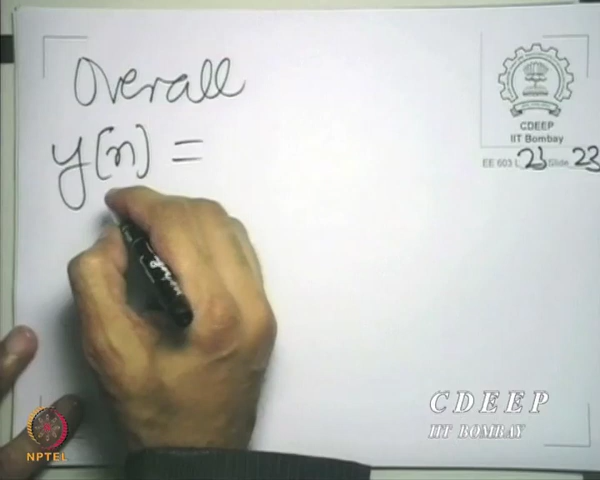 Overall
y[n] =
CDEEP
IIT Bombay
EE 603 L 23 Slide 23
CDEEP
IIT BOMBAY
NPTEL